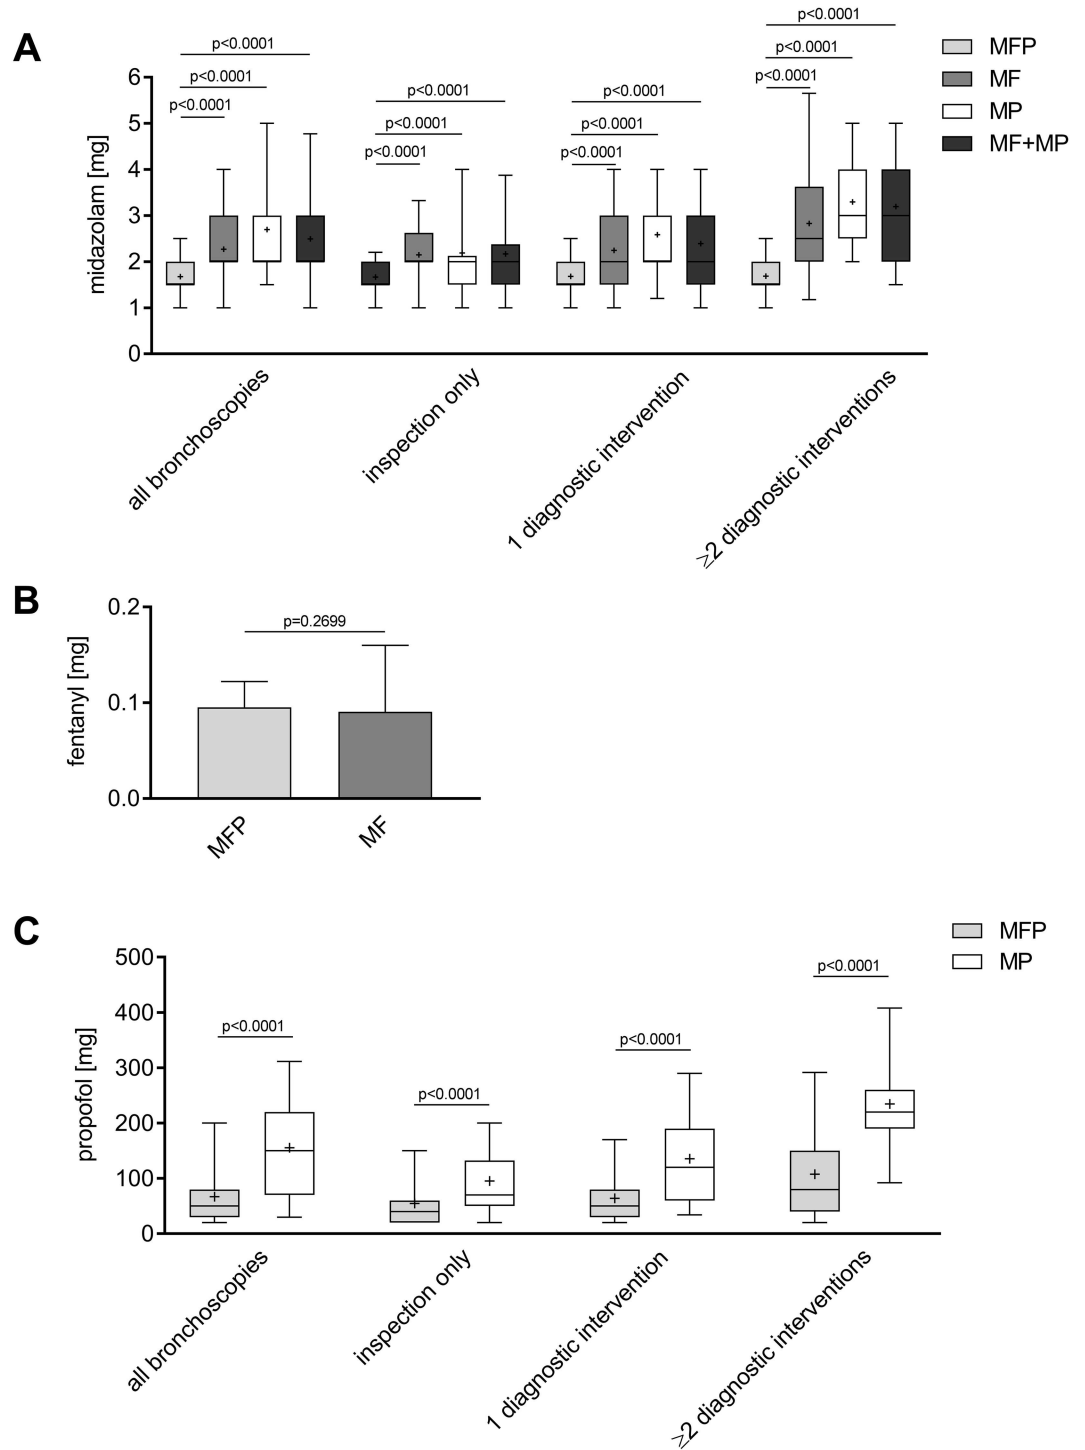 A
MFP
MF
MP
MF+MP
midazolam [mg]
6
5
4
3
2
1
0
p<0.0001
p<0.0001
p<0.0001
p<0.0001
p<0.0001
p<0.0001
p<0.0001
p<0.0001
p<0.0001
p<0.0001
p<0.0001
p<0.0001
all bronchoscopies
inspection only
1 diagnostic intervention
≥2 diagnostic interventions
B
fentanyl [mg]
0.2
0.1
0.0
p=0.2699
MFP
MF
C
MFP
MP
propofol [mg]
500
400
300
200
100
0
p<0.0001
p<0.0001
p<0.0001
p<0.0001
all bronchoscopies
inspection only
1 diagnostic intervention
≥2 diagnostic interventions